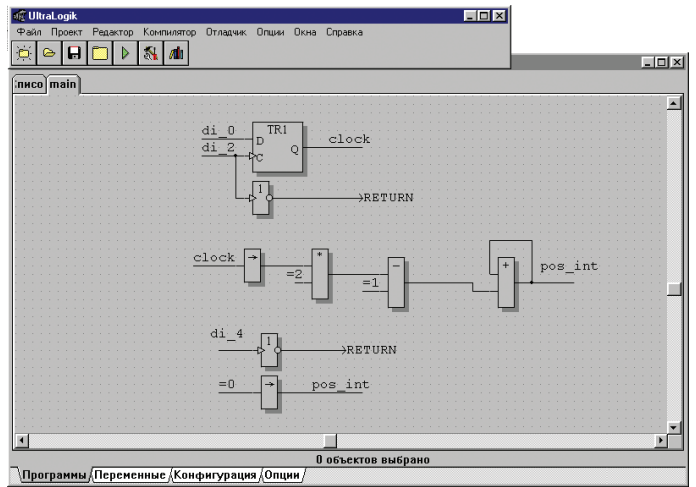 UltraLogik
Файл Проект Редактор Компилятор Отладчик Опции Окна Справка
:писо main
di_0 TR1
D clock
di_2 Q
C
1
RETURN
clock → * − + pos_int
=2
=1
di_4
1
RETURN
=0 → pos_int
0 объектов выбрано
Программы Переменные Конфигурация Опции